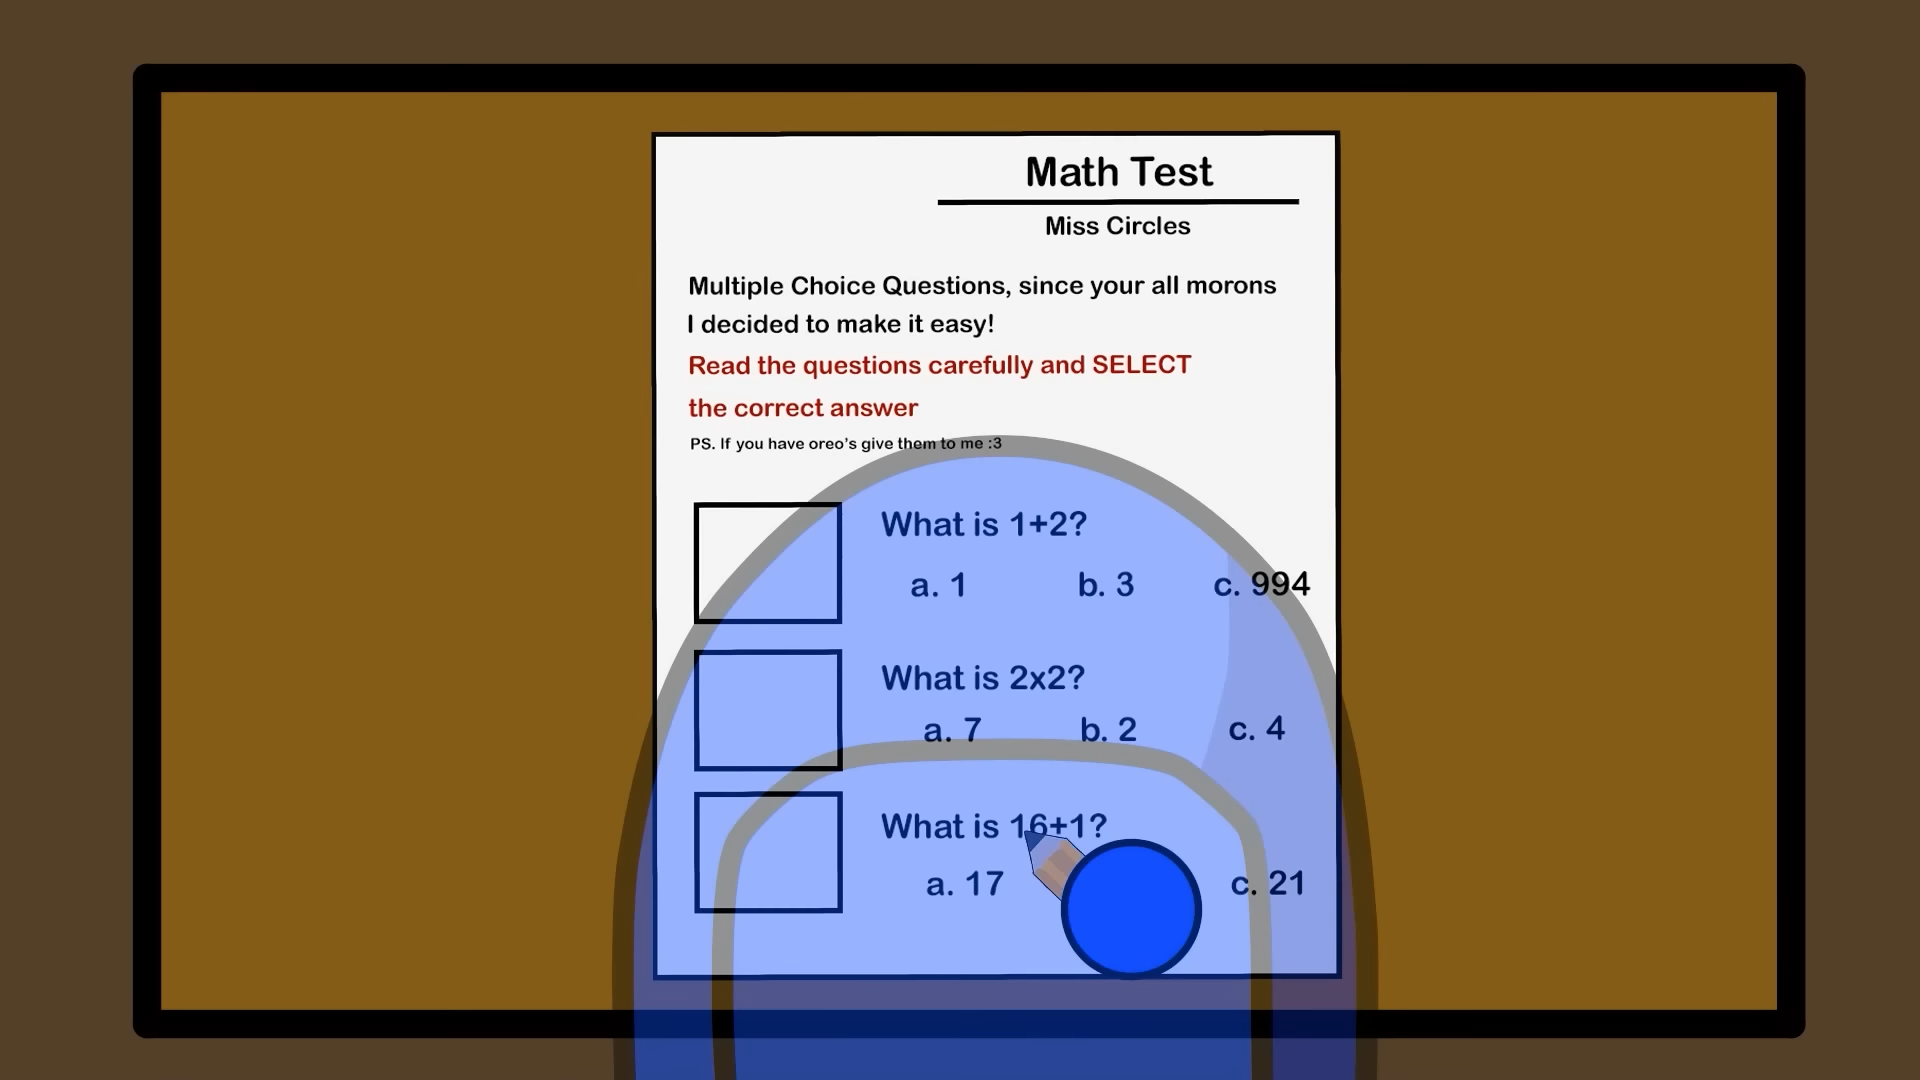 Math Test
Miss Circles
Multiple Choice Questions, since your all morons
I decided to make it easy!
Read the questions carefully and SELECT
the correct answer
PS. If you have oreo's give them to me :3
What is 1+2?
a. 1 b. 3 c. 994
What is 2x2?
a. 7 b. 2 c. 4
What is 16+1?
a. 17 c. 21